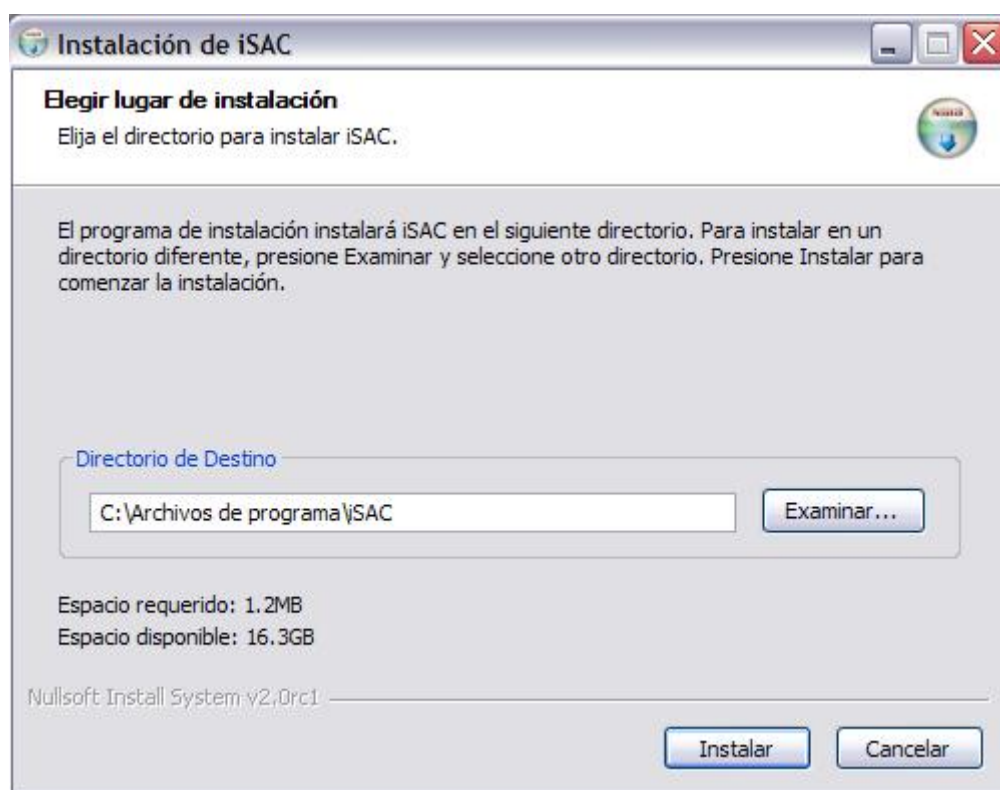 Instalación de iSAC
Elegir lugar de instalación
Elija el directorio para instalar iSAC.
El programa de instalación instalará iSAC en el siguiente directorio. Para instalar en un
directorio diferente, presione Examinar y seleccione otro directorio. Presione Instalar para
comenzar la instalación.
Directorio de Destino
C:\Archivos de programa\iSAC
Examinar...
Espacio requerido: 1.2MB
Espacio disponible: 16.3GB
Nullsoft Install System v2.0rc1
Instalar
Cancelar